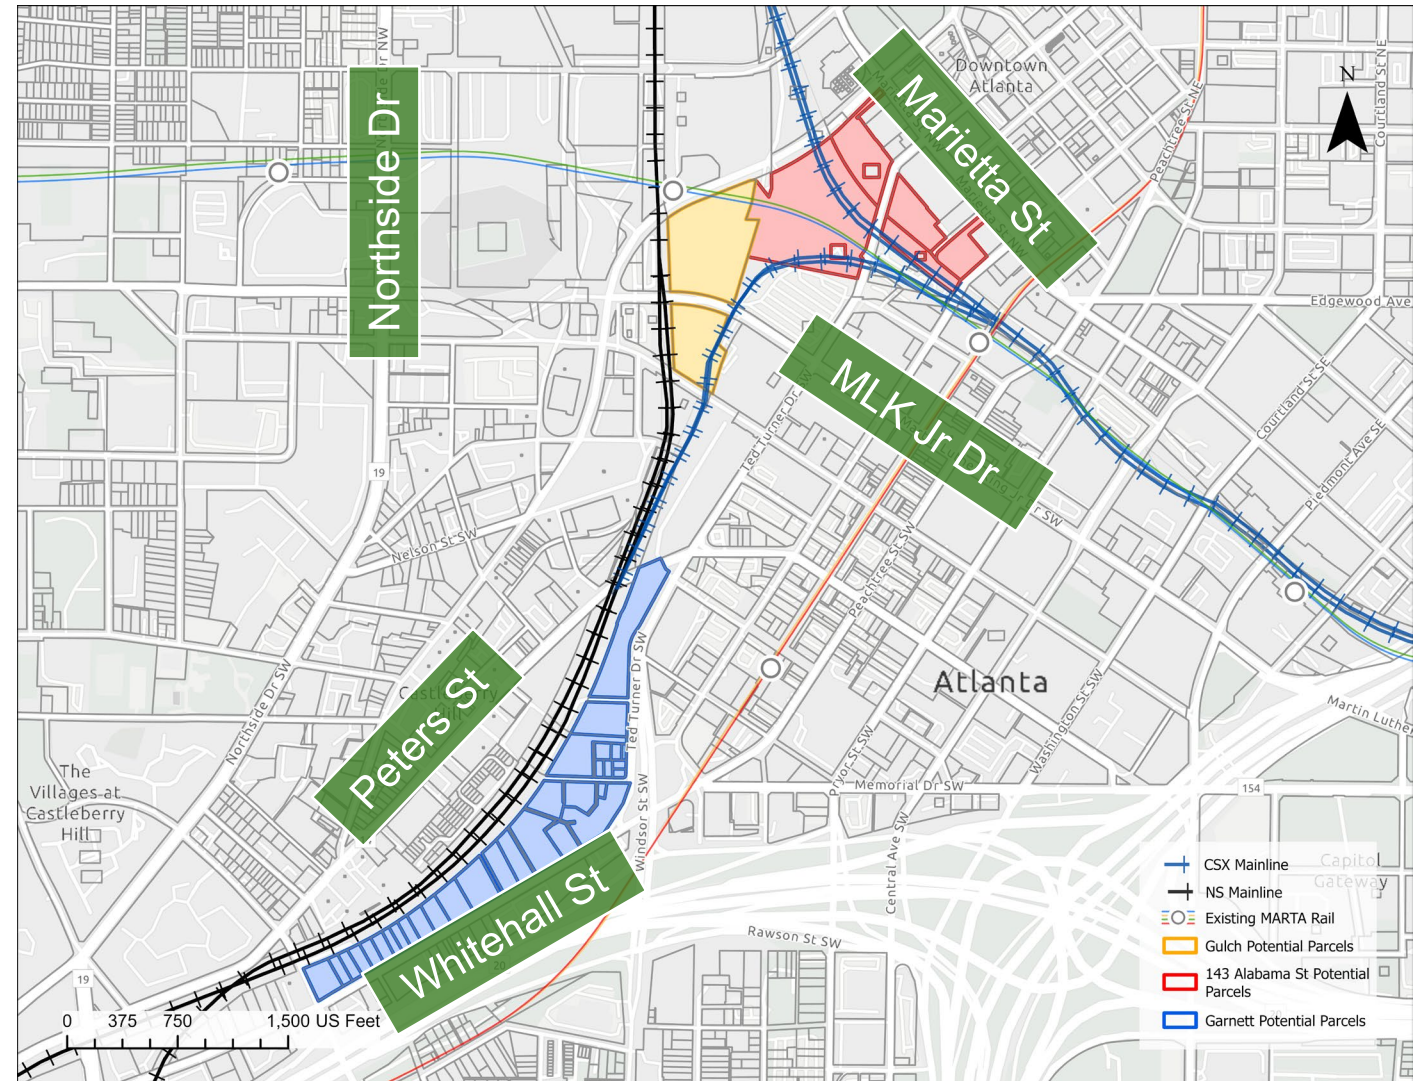 Northside Dr
Marietta St
MLK Jr Dr
Peters St
Whitehall St
Downtown
Atlanta
N
Courtland St NE
Peachtree St NE
Edgewood Ave
Courtland St SE
Piedmont Ave SE
Ted Turner Dr
19
Nelson St SW
Peachtree St SW
Atlanta
Northside Dr SW
Ted Turner Dr SW
Washington St SW
Martin Luther
Pryor St SW
Memorial Dr SW
154
The
Villages at
Castleberry
Hill
Windsor St SW
Central Ave SW
Rawson St SW
Capitol
Gateway
19
20
0 375 750 1,500 US Feet
CSX Mainline
NS Mainline
Existing MARTA Rail
Gulch Potential Parcels
143 Alabama St Potential
Parcels
Garnett Potential Parcels